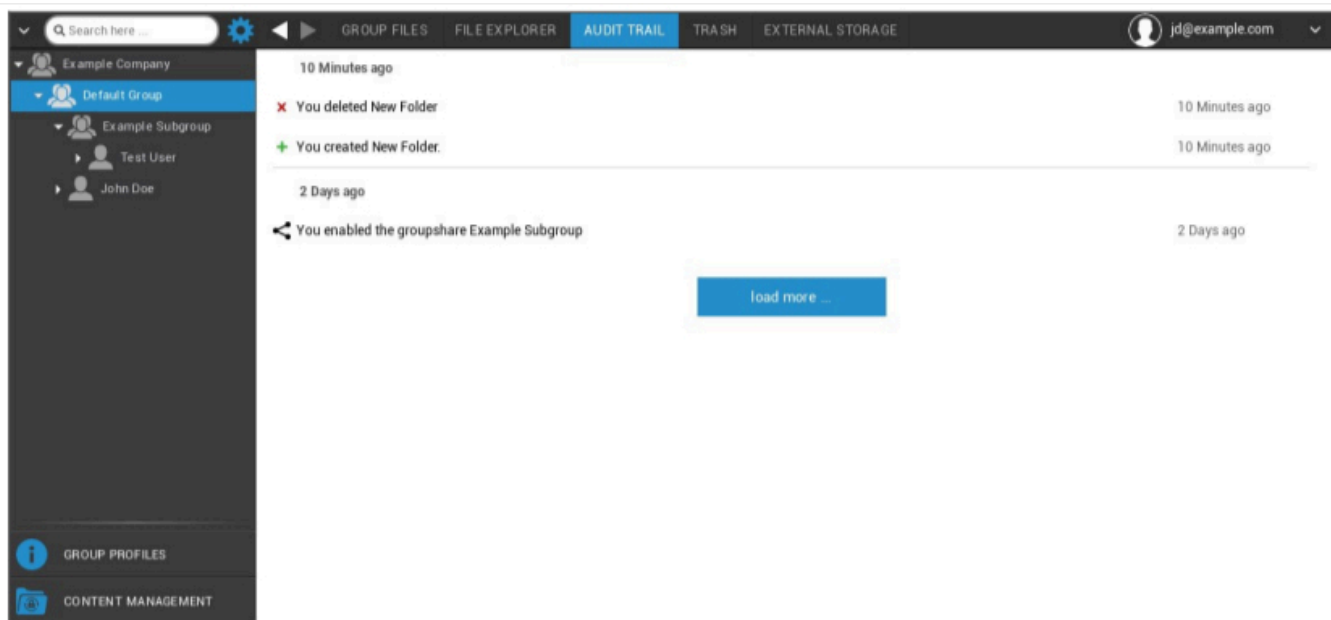 Search here ...
GROUP FILES FILE EXPLORER AUDIT TRAIL TRASH EXTERNAL STORAGE
jd@example.com
Example Company
Default Group
Example Subgroup
Test User
John Doe
GROUP PROFILES
CONTENT MANAGEMENT
10 Minutes ago
You deleted New Folder 10 Minutes ago
You created New Folder. 10 Minutes ago
2 Days ago
You enabled the groupshare Example Subgroup 2 Days ago
load more ...